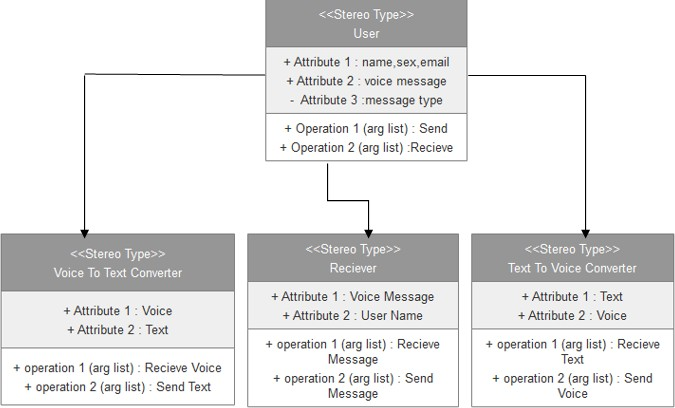 <<Stereo Type>>
User
+ Attribute 1 : name,sex,email
+ Attribute 2 : voice message
- Attribute 3 :message type
+ Operation 1 (arg list) : Send
+ Operation 2 (arg list) :Recieve
<<Stereo Type>>
Voice To Text Converter
+ Attribute 1 : Voice
+ Attribute 2 : Text
+ operation 1 (arg list) : Recieve Voice
+ operation 2 (arg list) : Send Text
<<Stereo Type>>
Reciever
+ Attribute 1 : Voice Message
+ Attribute 2 : User Name
+ operation 1 (arg list) : Recieve
Message
+ operation 2 (arg list) : Send
Message
<<Stereo Type>>
Text To Voice Converter
+ Attribute 1 : Text
+ Attribute 2 : Voice
+ operation 1 (arg list) : Recieve
Text
+ operation 2 (arg list) : Send
Voice